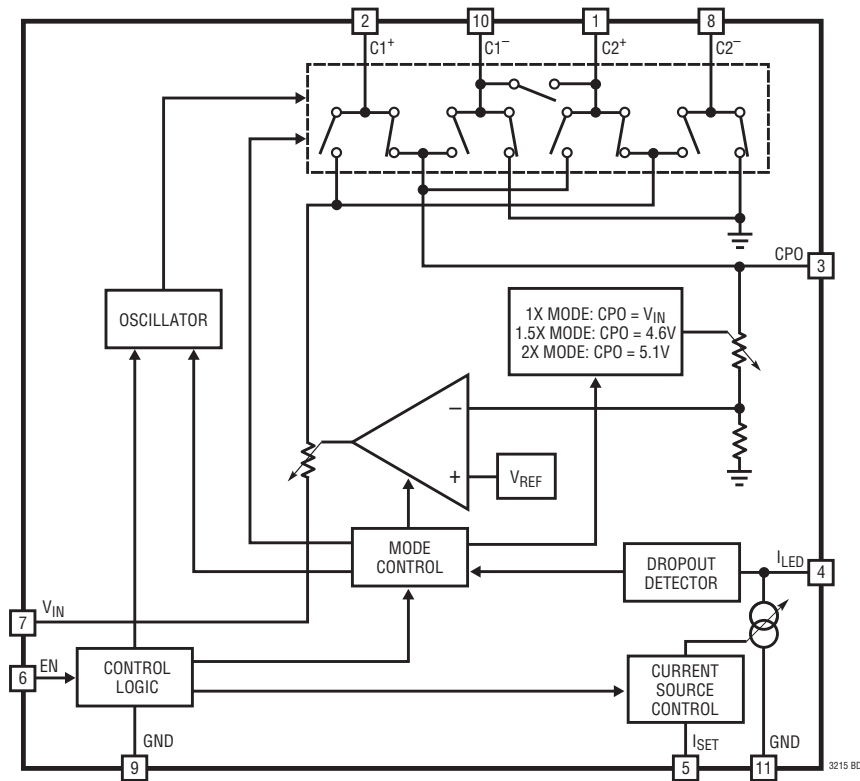 2
10
1
8
C1+
C1–
C2+
C2–
CPO
3
OSCILLATOR
1X MODE: CPO = VIN
1.5X MODE: CPO = 4.6V
2X MODE: CPO = 5.1V
–
+
VREF
MODE
CONTROL
DROPOUT
DETECTOR
ILED
4
VIN
7
EN
6
CONTROL
LOGIC
CURRENT
SOURCE
CONTROL
GND
9
ISET
5
GND
11
3215 BD